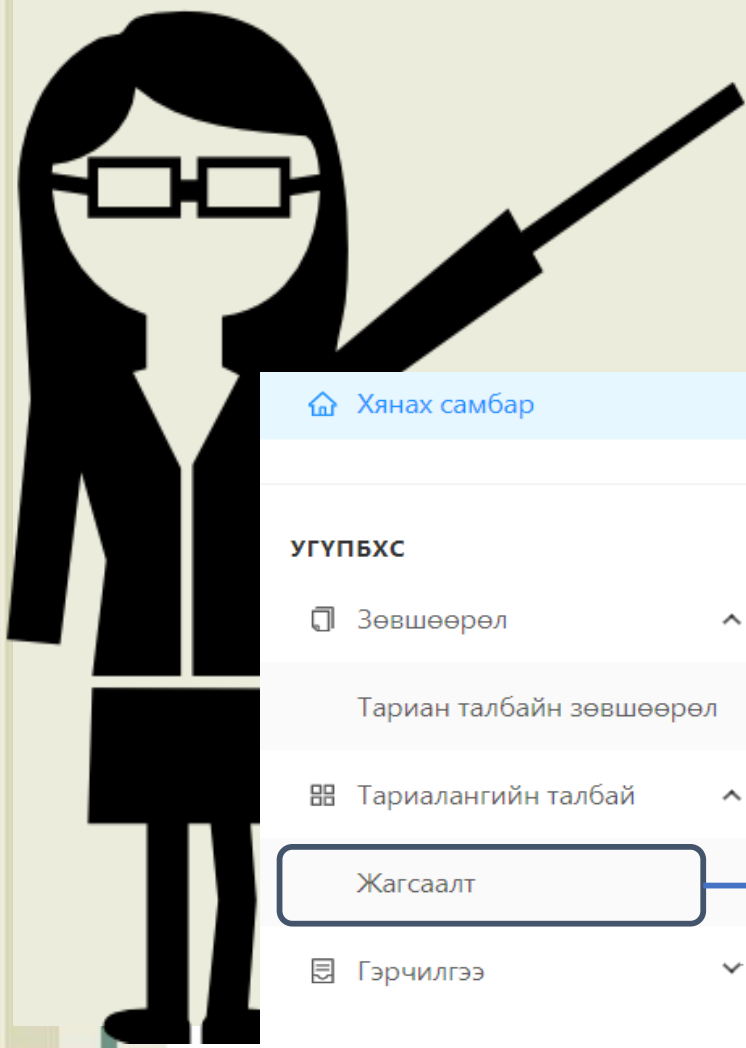 Хянах самбар
УГҮПБХС
Зөвшөөрөл
Тариан талбайн зөвшөөрөл
Тариалангийн талбай
Жагсаалт
Гэрчилгээ